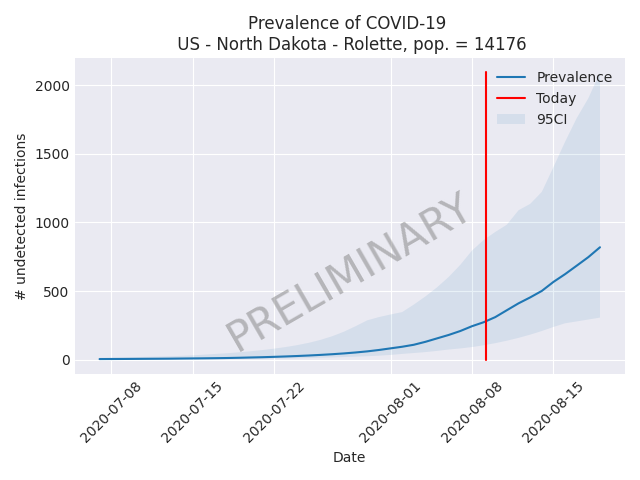 Prevalence of COVID-19
US - North Dakota - Rolette, pop. = 14176
Prevalence
Today
95CI
# undetected infections
2000
1500
1000
500
0
PRELIMINARY
2020-07-08
2020-07-15
2020-07-22
2020-08-01
2020-08-08
2020-08-15
Date